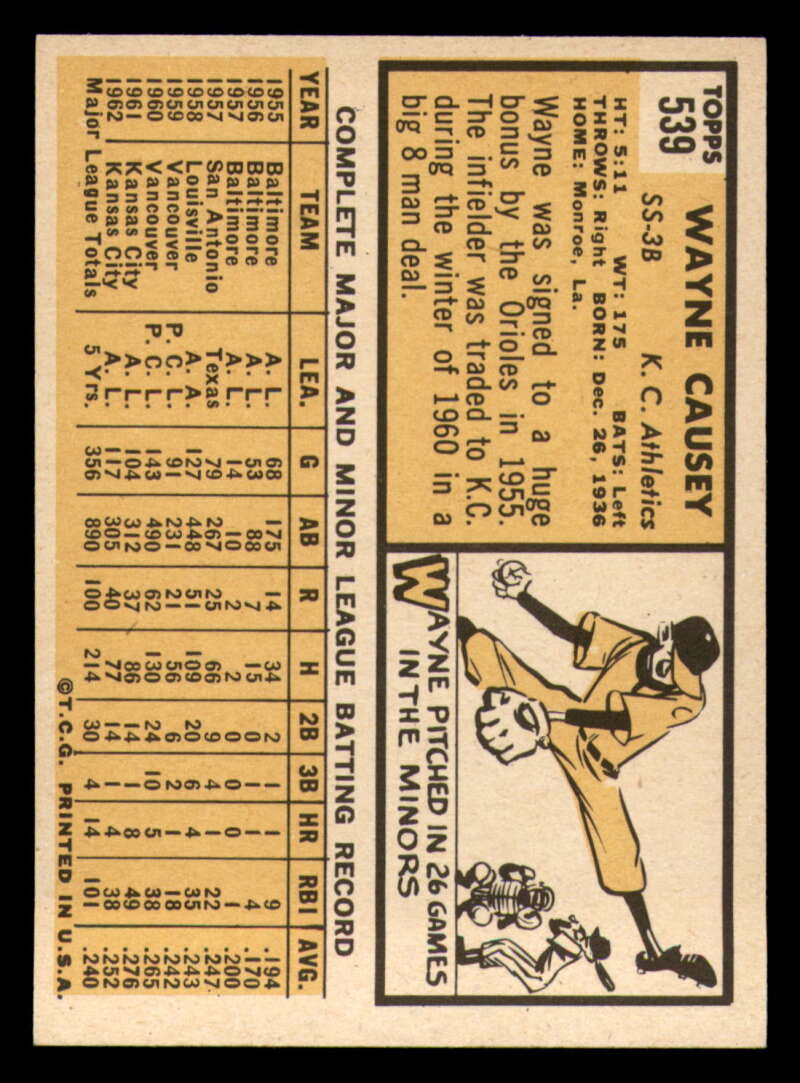 TOPPS
539
WAYNE CAUSEY
SS-3B K. C. Athletics
HT: 5:11 WT: 175 BATS: Left
THROWS: Right BORN: Dec. 26, 1936
HOME: Monroe, La.
Wayne was signed to a huge
bonus by the Orioles in 1955.
The infielder was traded to K.C.
during the winter of 1960 in a
big 8 man deal.
WAYNE PITCHED IN 26 GAMES
IN THE MINORS
COMPLETE MAJOR AND MINOR LEAGUE BATTING RECORD
YEAR TEAM LEA. G AB R H 2B 3B HR RBI AVG.
1955 Baltimore A. L. 68 175 14 34 2 1 1 9 .194
1956 Baltimore A. L. 53 88 7 15 0 1 1 4 .170
1957 Baltimore A. L. 14 10 2 2 0 0 0 1 .200
1957 San Antonio Texas 79 267 25 66 9 4 1 22 .247
1958 Louisville A. A. 127 448 51 109 20 6 4 35 .243
1959 Vancouver P. C. L. 91 231 21 56 6 2 1 18 .242
1960 Vancouver P. C. L. 143 490 62 130 24 10 5 38 .265
1961 Kansas City A. L. 104 312 37 86 14 1 8 49 .276
1962 Kansas City A. L. 117 305 40 77 14 1 4 38 .252
Major League Totals 5 Yrs. 356 890 100 214 30 4 14 101 .240
©T.C.G. PRINTED IN U.S.A.